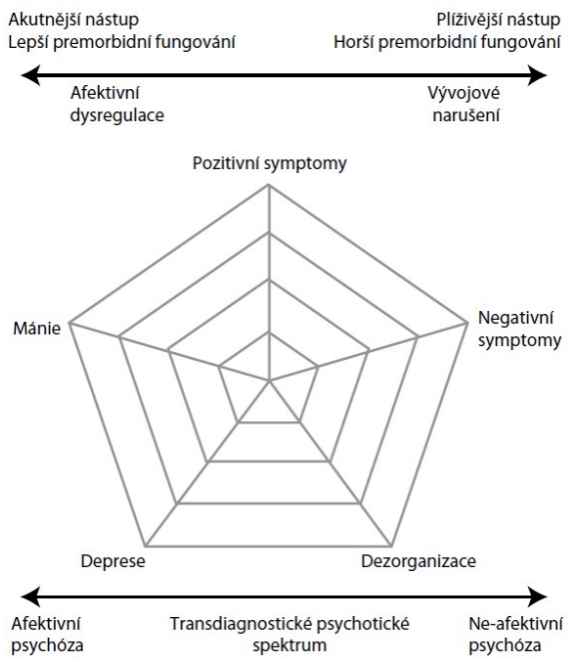 Akutnější nástup
Lepší premorbidní fungování
Plíživější nástup
Horší premorbidní fungování
Afektivní
dysregulace
Vývojové
narušení
Pozitivní symptomy
Mánie
Negativní
symptomy
Deprese
Dezorganizace
Afektivní
psychóza
Transdiagnostické psychotické
spektrum
Ne-afektivní
psychóza